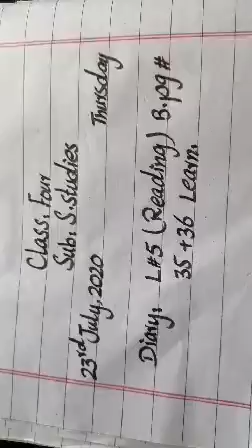 Class: Four
Sub: S.studies
23rd July, 2020 Thursday
Diary: L#5 (Reading) B.pg#
35+36 Learn.